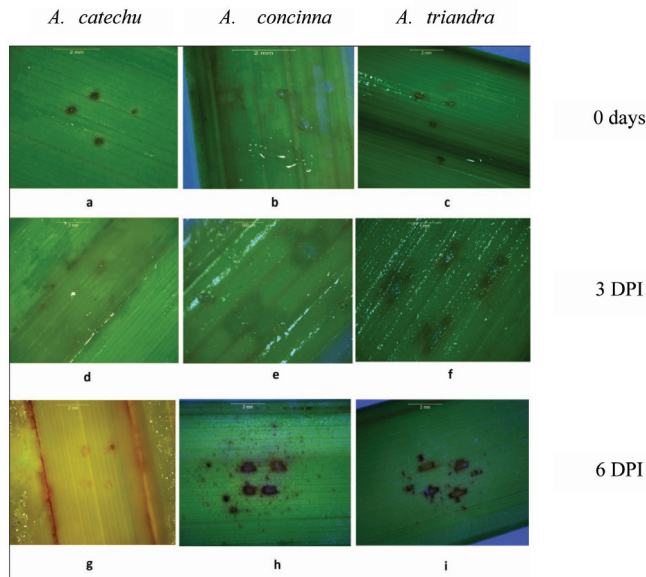 A. catechu A. concinna A. triandra
2 mm 2 mm 2 mm
0 days
a b c
3 DPI
d e f
2 mm 2 mm 2 mm
6 DPI
g h i